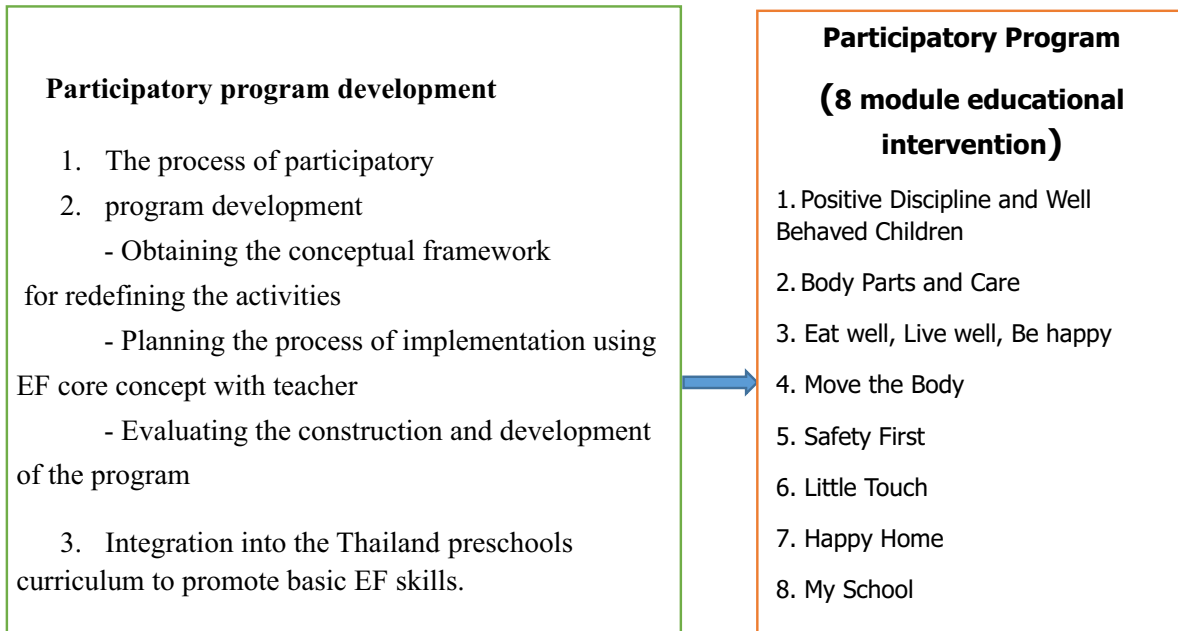 Participatory program development
1. The process of participatory
2. program development
- Obtaining the conceptual framework
for redefining the activities
- Planning the process of implementation using
EF core concept with teacher
- Evaluating the construction and development
of the program
3. Integration into the Thailand preschools
curriculum to promote basic EF skills.
Participatory Program
(8 module educational
intervention)
1. Positive Discipline and Well
Behaved Children
2. Body Parts and Care
3. Eat well, Live well, Be happy
4. Move the Body
5. Safety First
6. Little Touch
7. Happy Home
8. My School